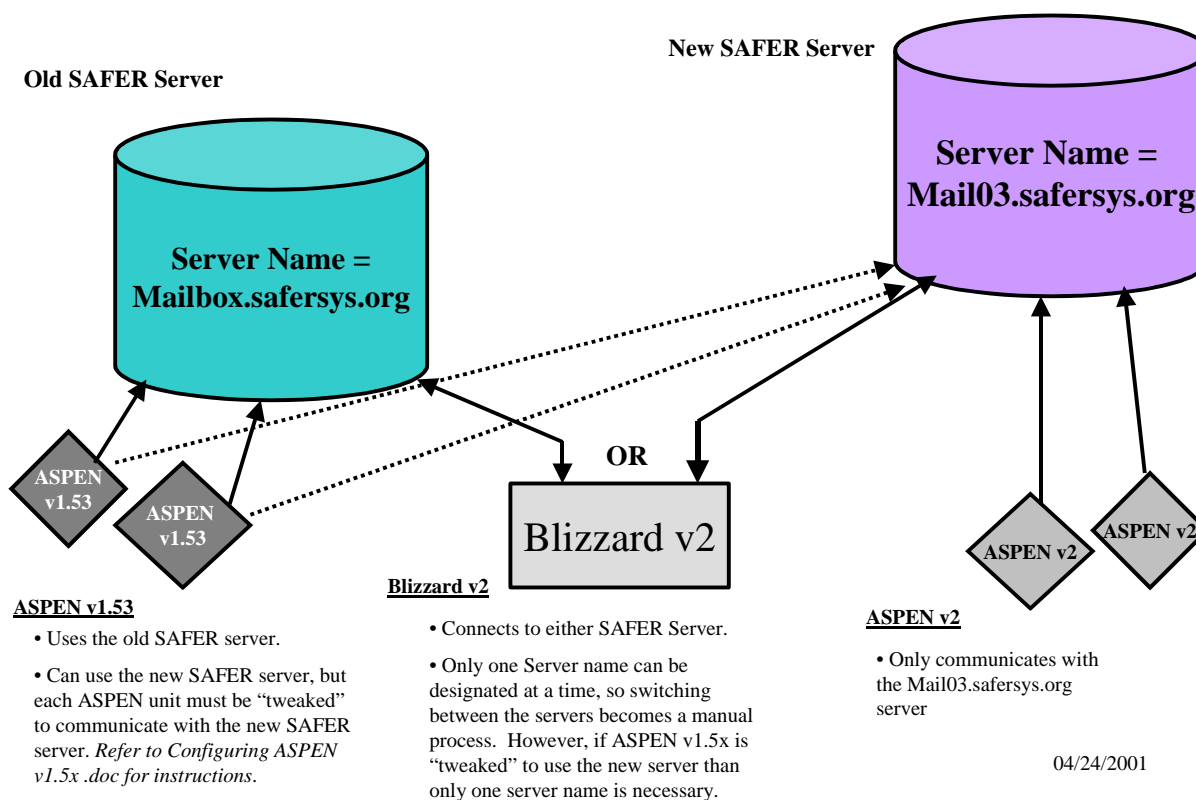 New SAFER Server
Old SAFER Server
Server Name =
Mail03.safersys.org
Server Name =
Mailbox.safersys.org
OR
ASPEN
v1.53
ASPEN
v1.53
Blizzard v2
ASPEN v2
ASPEN v2
ASPEN v1.53
• Uses the old SAFER server.
• Can use the new SAFER server, but
each ASPEN unit must be “tweaked”
to communicate with the new SAFER
server. Refer to Configuring ASPEN
v1.5x .doc for instructions.
Blizzard v2
• Connects to either SAFER Server.
• Only one Server name can be
designated at a time, so switching
between the servers becomes a manual
process.  However, if ASPEN v1.5x is
“tweaked” to use the new server than
only one server name is necessary.
ASPEN v2
• Only communicates with
the Mail03.safersys.org
server
04/24/2001